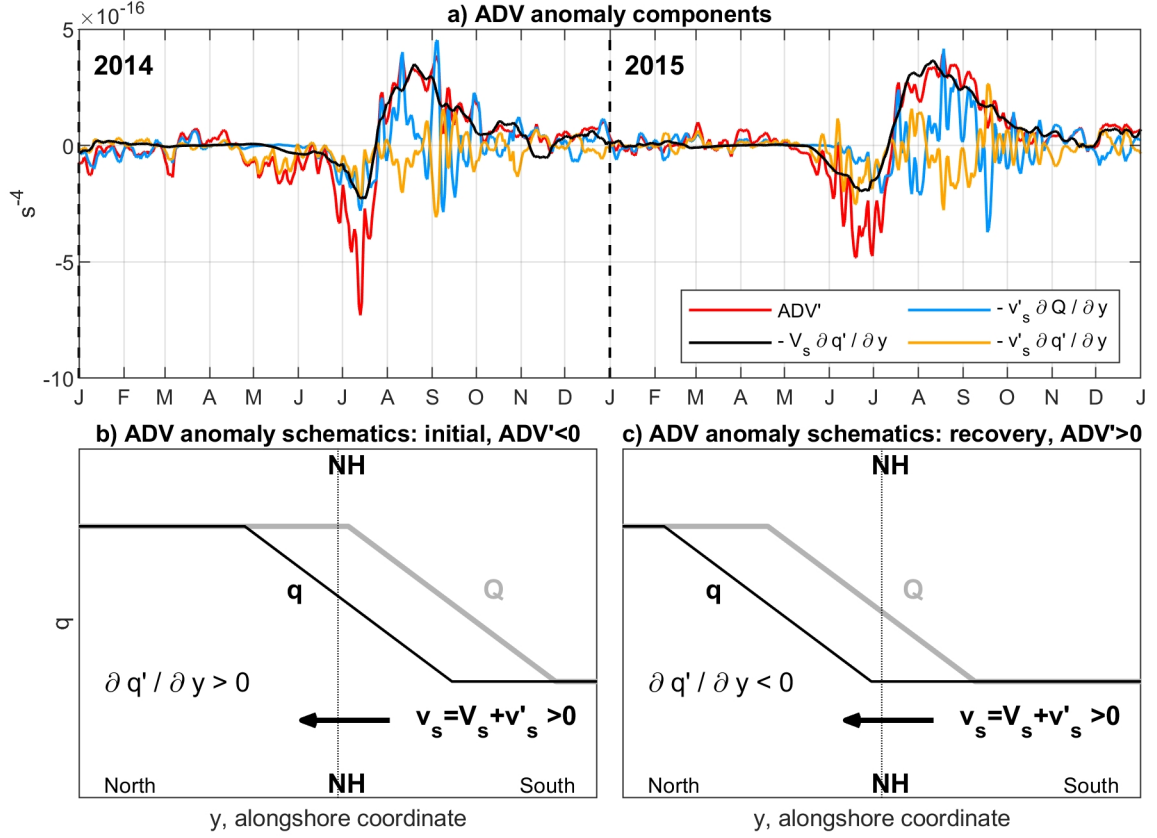 a) ADV anomaly components
×10⁻¹⁶
5
0
-5
-10
s⁻⁴
2014
2015
ADV'
- v'ₛ ∂ Q / ∂ y
- Vₛ ∂ q' / ∂ y
- v'ₛ ∂ q' / ∂ y
J F M A M J J A S O N D J F M A M J J A S O N D J
b) ADV anomaly schematics: initial, ADV'<0
NH
q
Q
q
∂ q' / ∂ y > 0
vₛ=Vₛ+v'ₛ >0
North
NH
South
y, alongshore coordinate
c) ADV anomaly schematics: recovery, ADV'>0
NH
q
Q
∂ q' / ∂ y < 0
vₛ=Vₛ+v'ₛ >0
North
NH
South
y, alongshore coordinate